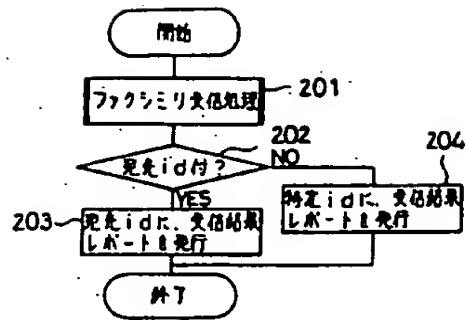 開始
ファクシミリ受信処理
201
202
宛先id付?
NO
204
YES
203
宛先idに、受信結果
レポートを発行
特定idに、受信結果
レポートを発行
終了